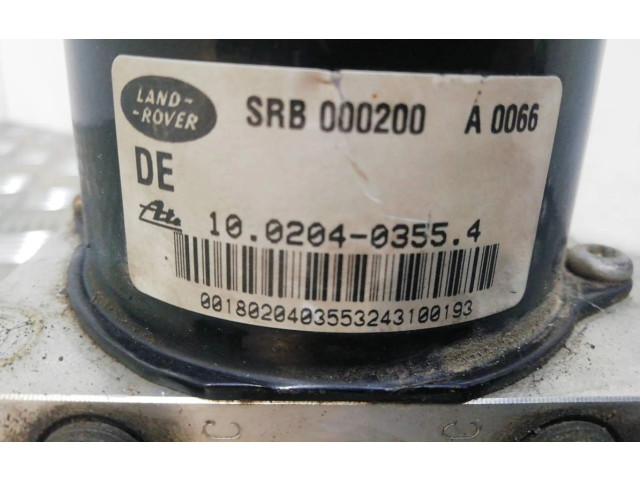 LAND-
-ROVER
SRB 000200 A 0066
DE
Ate 10.0204-0355.4
0018020403553243100193
C C